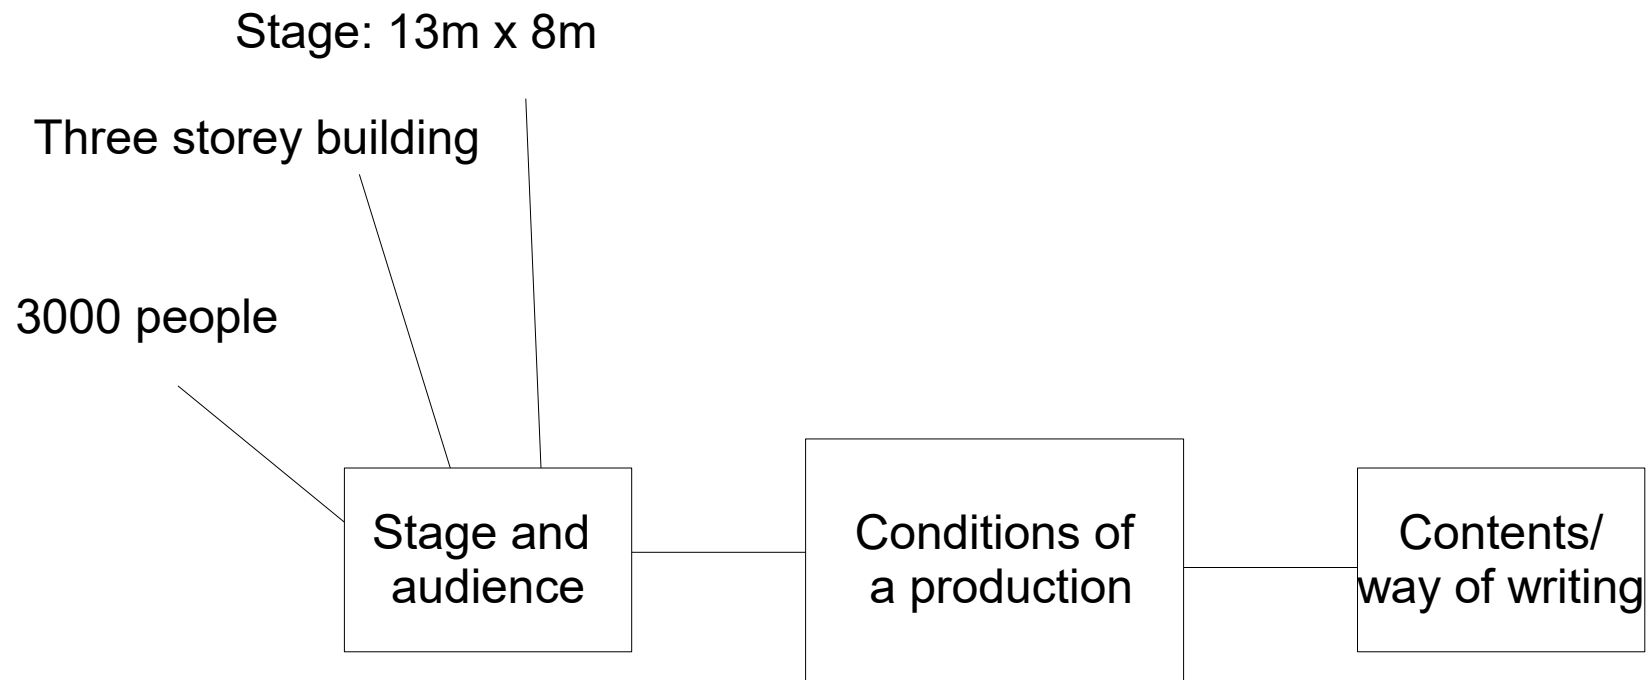 Stage: 13m x 8m
Three storey building
3000 people
Stage and
audience
Conditions of
a production
Contents/
way of writing